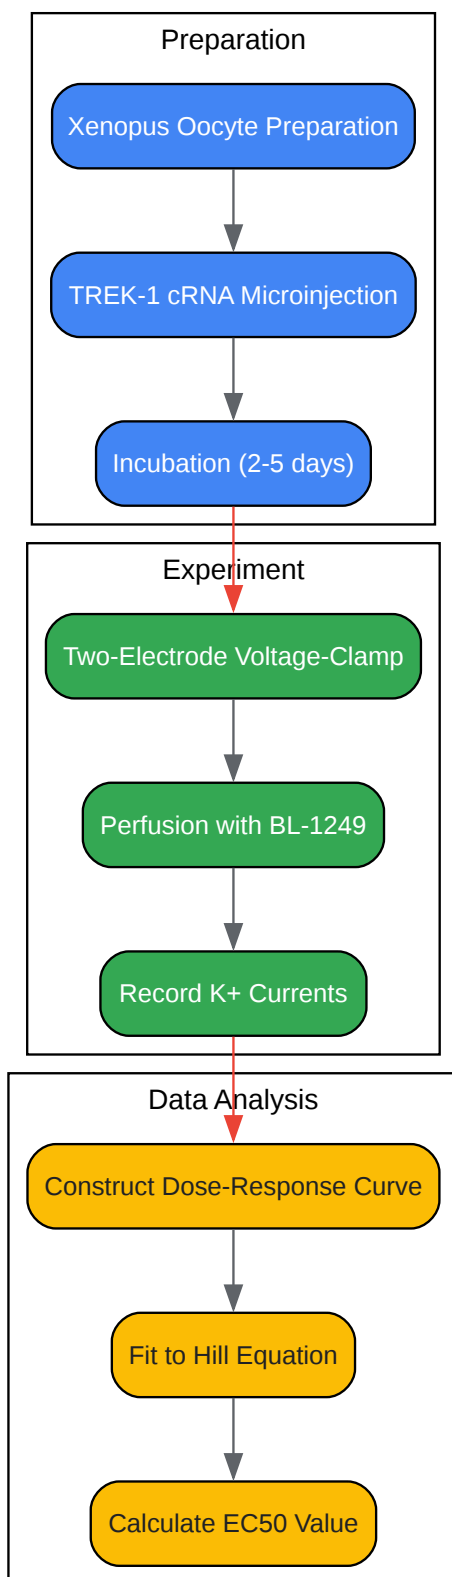 Preparation
Xenopus Oocyte Preparation
TREK-1 cRNA Microinjection
Incubation (2-5 days)
Experiment
Two-Electrode Voltage-Clamp
Perfusion with BL-1249
Record K+ Currents
Data Analysis
Construct Dose-Response Curve
Fit to Hill Equation
Calculate EC50 Value